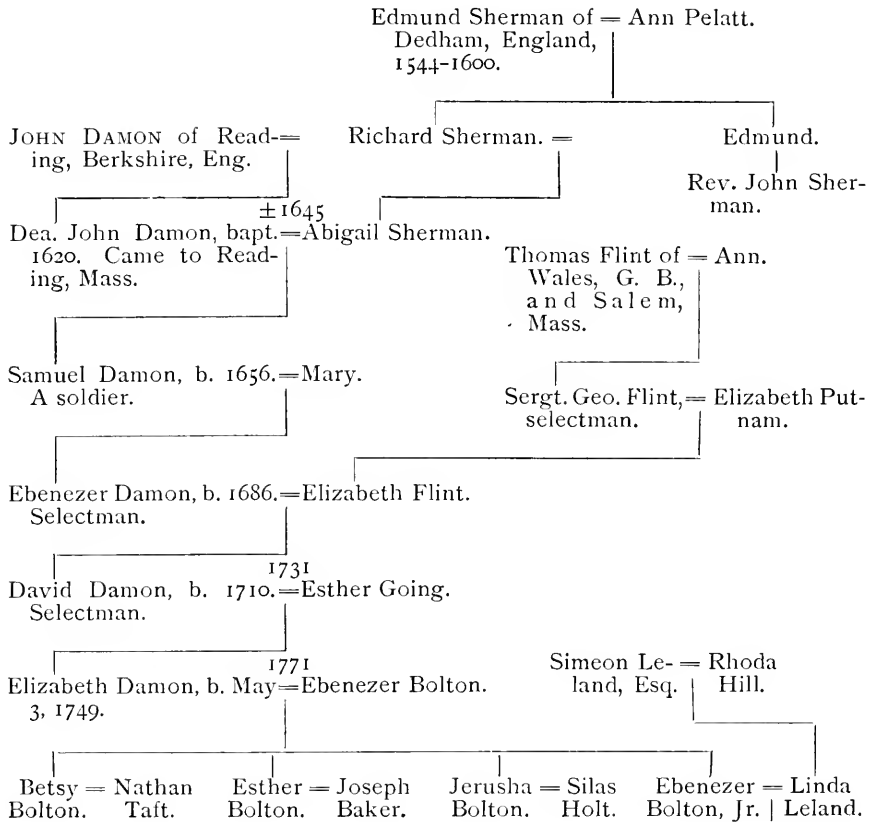 Edmund Sherman of = Ann Pelatt.
Dedham, England,
1544-1600.
JOHN DAMON of Read-=
ing, Berkshire, Eng.
Richard Sherman. =
Edmund.
Rev. John Sher-
man.
±1645
Dea. John Damon, bapt.=Abigail Sherman.
1620. Came to Read-
ing, Mass.
Thomas Flint of = Ann.
Wales, G. B.,
and Salem,
Mass.
Samuel Damon, b. 1656.=Mary.
A soldier.
Sergt. Geo. Flint,= Elizabeth Put-
selectman. nam.
Ebenezer Damon, b. 1686.=Elizabeth Flint.
Selectman.
1731
David Damon, b. 1710.=Esther Going.
Selectman.
1771
Elizabeth Damon, b. May=Ebenezer Bolton.
3, 1749.
Simeon Le- = Rhoda
land, Esq. Hill.
Betsy = Nathan
Bolton. Taft.
Esther = Joseph
Bolton. Baker.
Jerusha = Silas
Bolton. Holt.
Ebenezer = Linda
Bolton, Jr. | Leland.